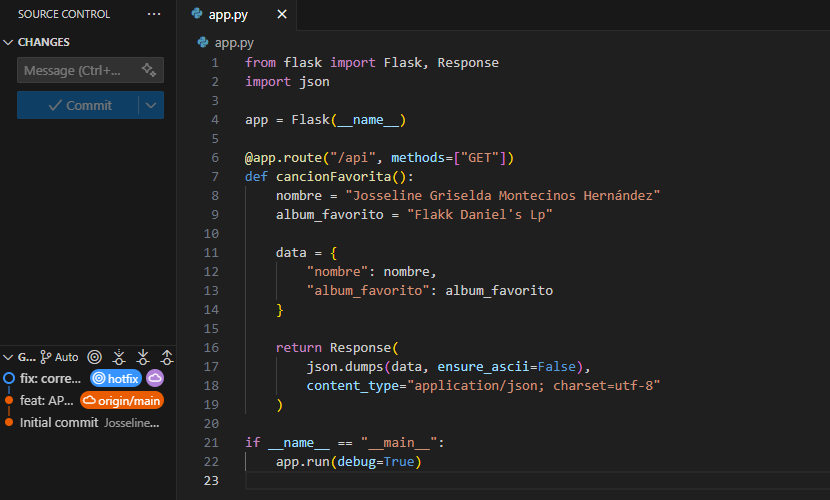 SOURCE CONTROL ···
CHANGES
Message (Ctrl+...
Commit
G... Auto
fix: corre... hotfix
feat: AP... origin/main
Initial commit Josseline...
app.py
app.py
1 from flask import Flask, Response
2 import json
3
4 app = Flask(__name__)
5
6 @app.route("/api", methods=["GET"])
7 def cancionFavorita():
8 nombre = "Josseline Griselda Montecinos Hernández"
9 album_favorito = "Flakk Daniel's Lp"
10
11 data = {
12 "nombre": nombre,
13 "album_favorito": album_favorito
14 }
15
16 return Response(
17 json.dumps(data, ensure_ascii=False),
18 content_type="application/json; charset=utf-8"
19 )
20
21 if __name__ == "__main__":
22 app.run(debug=True)
23